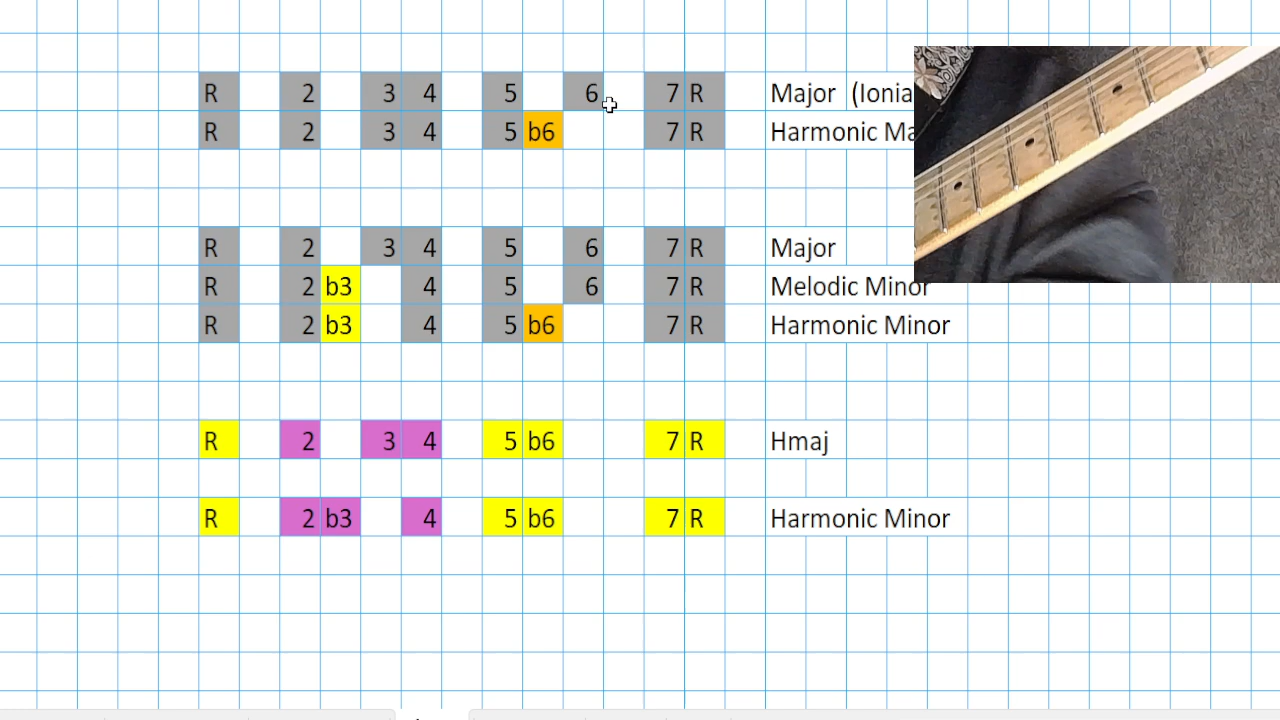 R 2 3 4 5 6 7 R Major (Ionia
R 2 3 4 5 b6 7 R Harmonic Ma
R 2 3 4 5 6 7 R Major
R 2 b3 4 5 6 7 R Melodic Minor
R 2 b3 4 5 b6 7 R Harmonic Minor
R 2 3 4 5 b6 7 R Hmaj
R 2 b3 4 5 b6 7 R Harmonic Minor